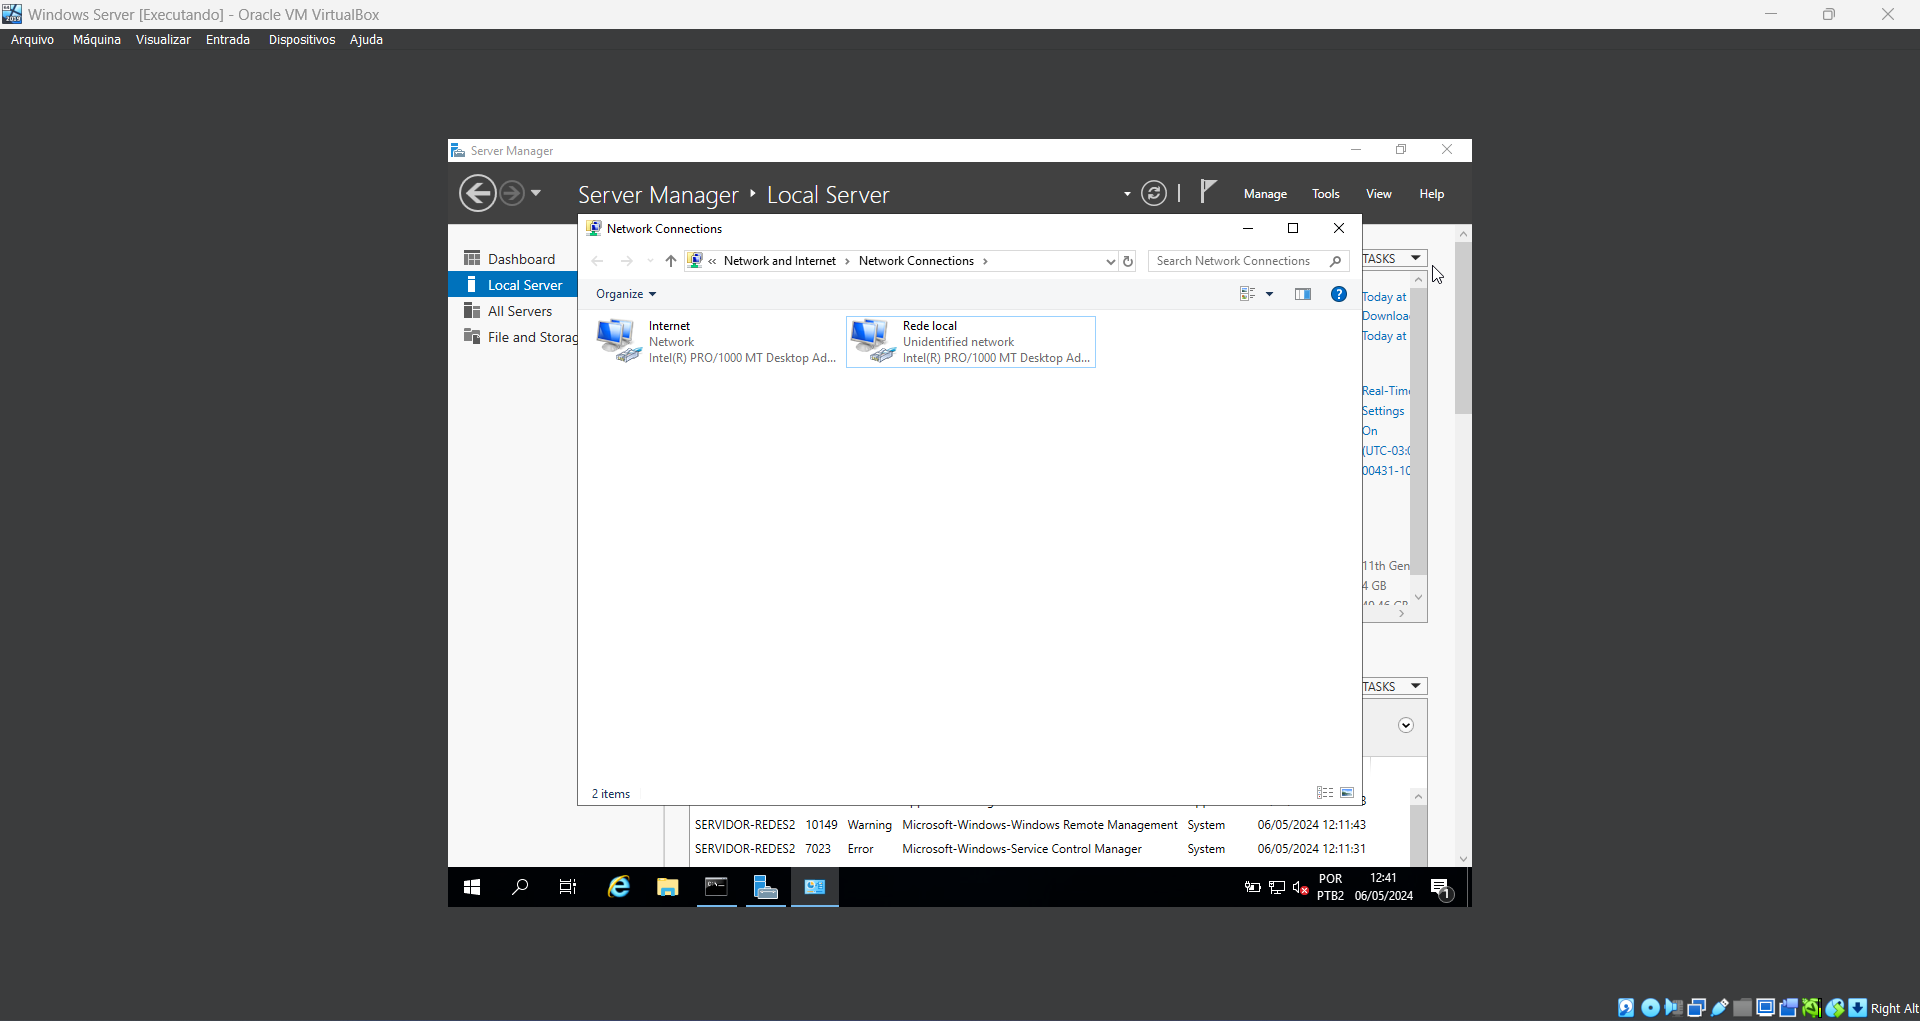 Windows Server [Executando] - Oracle VM VirtualBox
Arquivo Máquina Visualizar Entrada Dispositivos Ajuda
Server Manager
Server Manager Local Server
Manage Tools View Help
Network Connections
Dashboard
Local Server
All Servers
File and Storag
« Network and Internet › Network Connections ›
Search Network Connections
Organize
Internet
Network
Intel(R) PRO/1000 MT Desktop Ad...
Rede local
Unidentified network
Intel(R) PRO/1000 MT Desktop Ad...
2 items
TASKS
Today at
Downloa
Today at
Real-Tim
Settings
On
(UTC-03:0
00431-10
11th Gen
4 GB
TASKS
3
SERVIDOR-REDES2 10149 Warning Microsoft-Windows-Windows Remote Management System 06/05/2024 12:11:43
SERVIDOR-REDES2 7023 Error Microsoft-Windows-Service Control Manager System 06/05/2024 12:11:31
POR
PTB2
12:41
06/05/2024
1
Right Alt